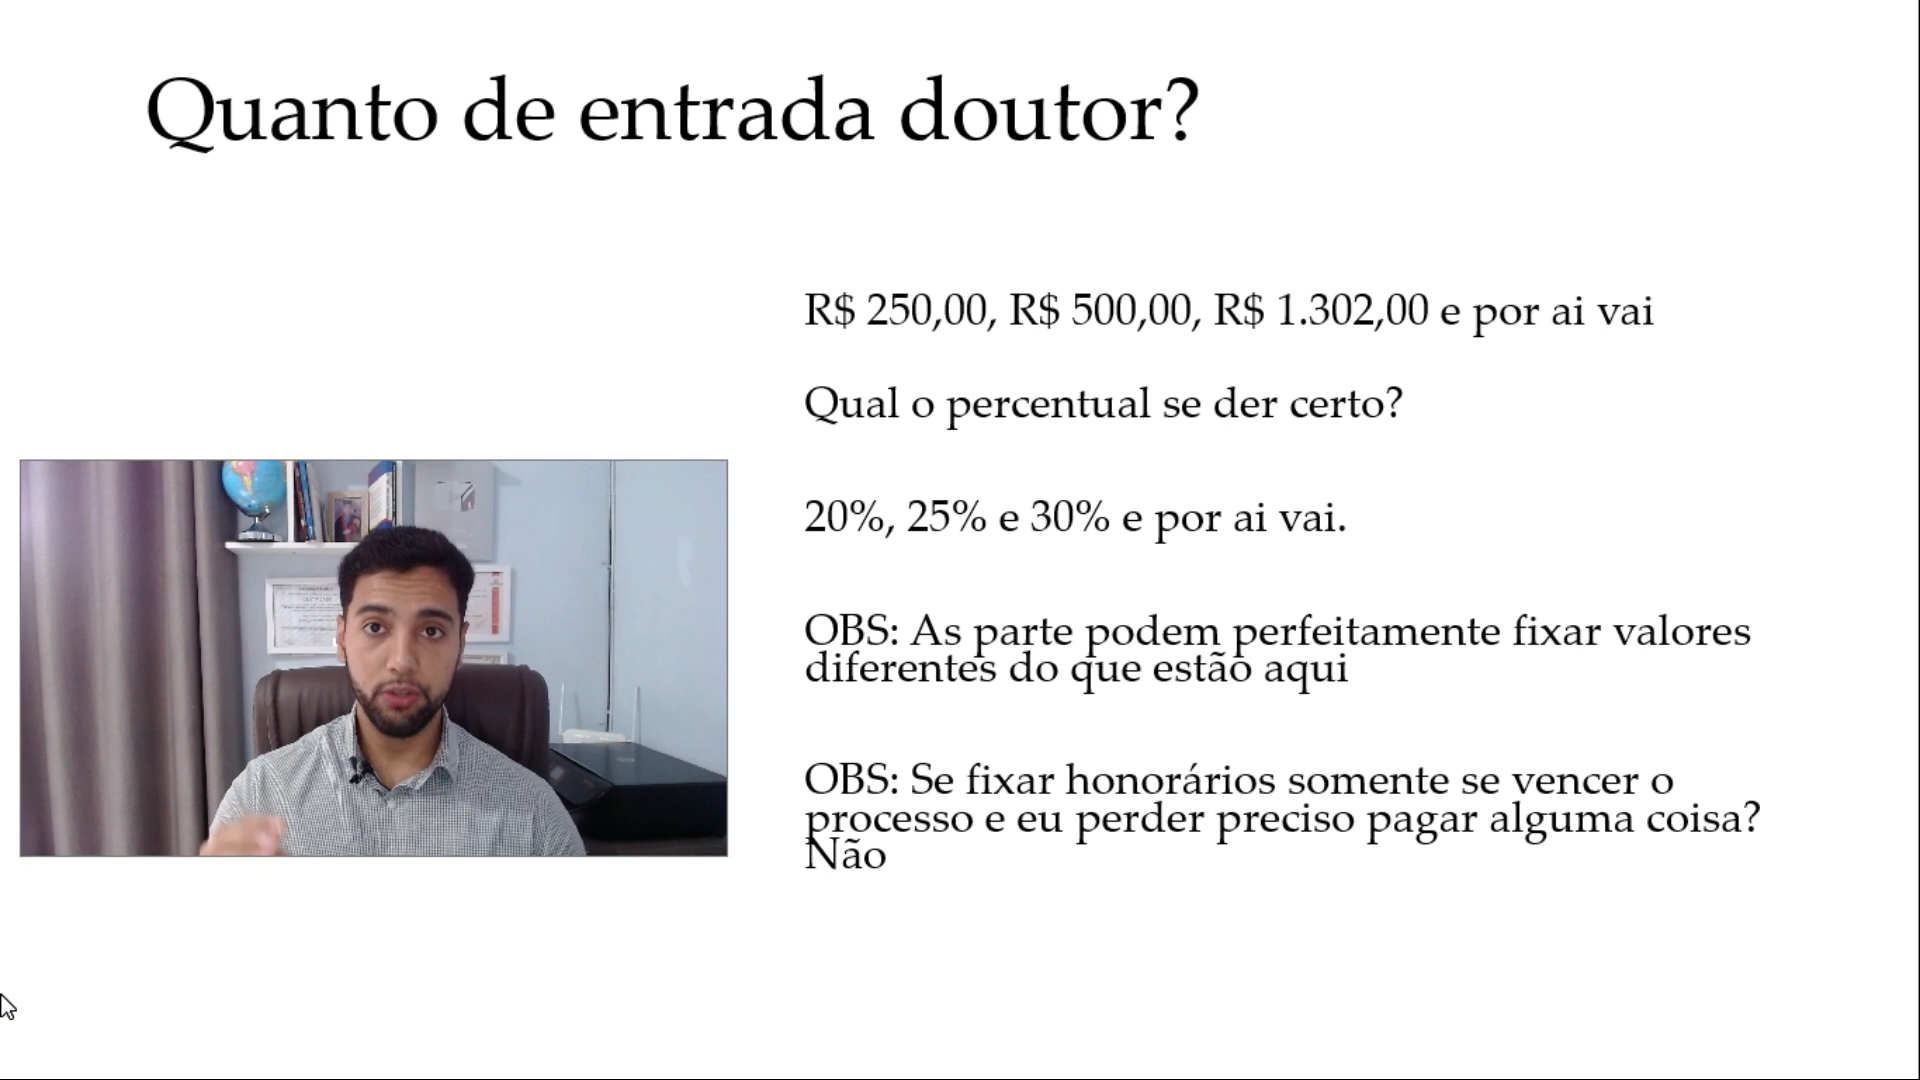 Quanto de entrada doutor?
R$ 250,00, R$ 500,00, R$ 1.302,00 e por ai vai
Qual o percentual se der certo?
20%, 25% e 30% e por ai vai.
OBS: As parte podem perfeitamente fixar valores
diferentes do que estão aqui
OBS: Se fixar honorários somente se vencer o
processo e eu perder preciso pagar alguma coisa?
Não